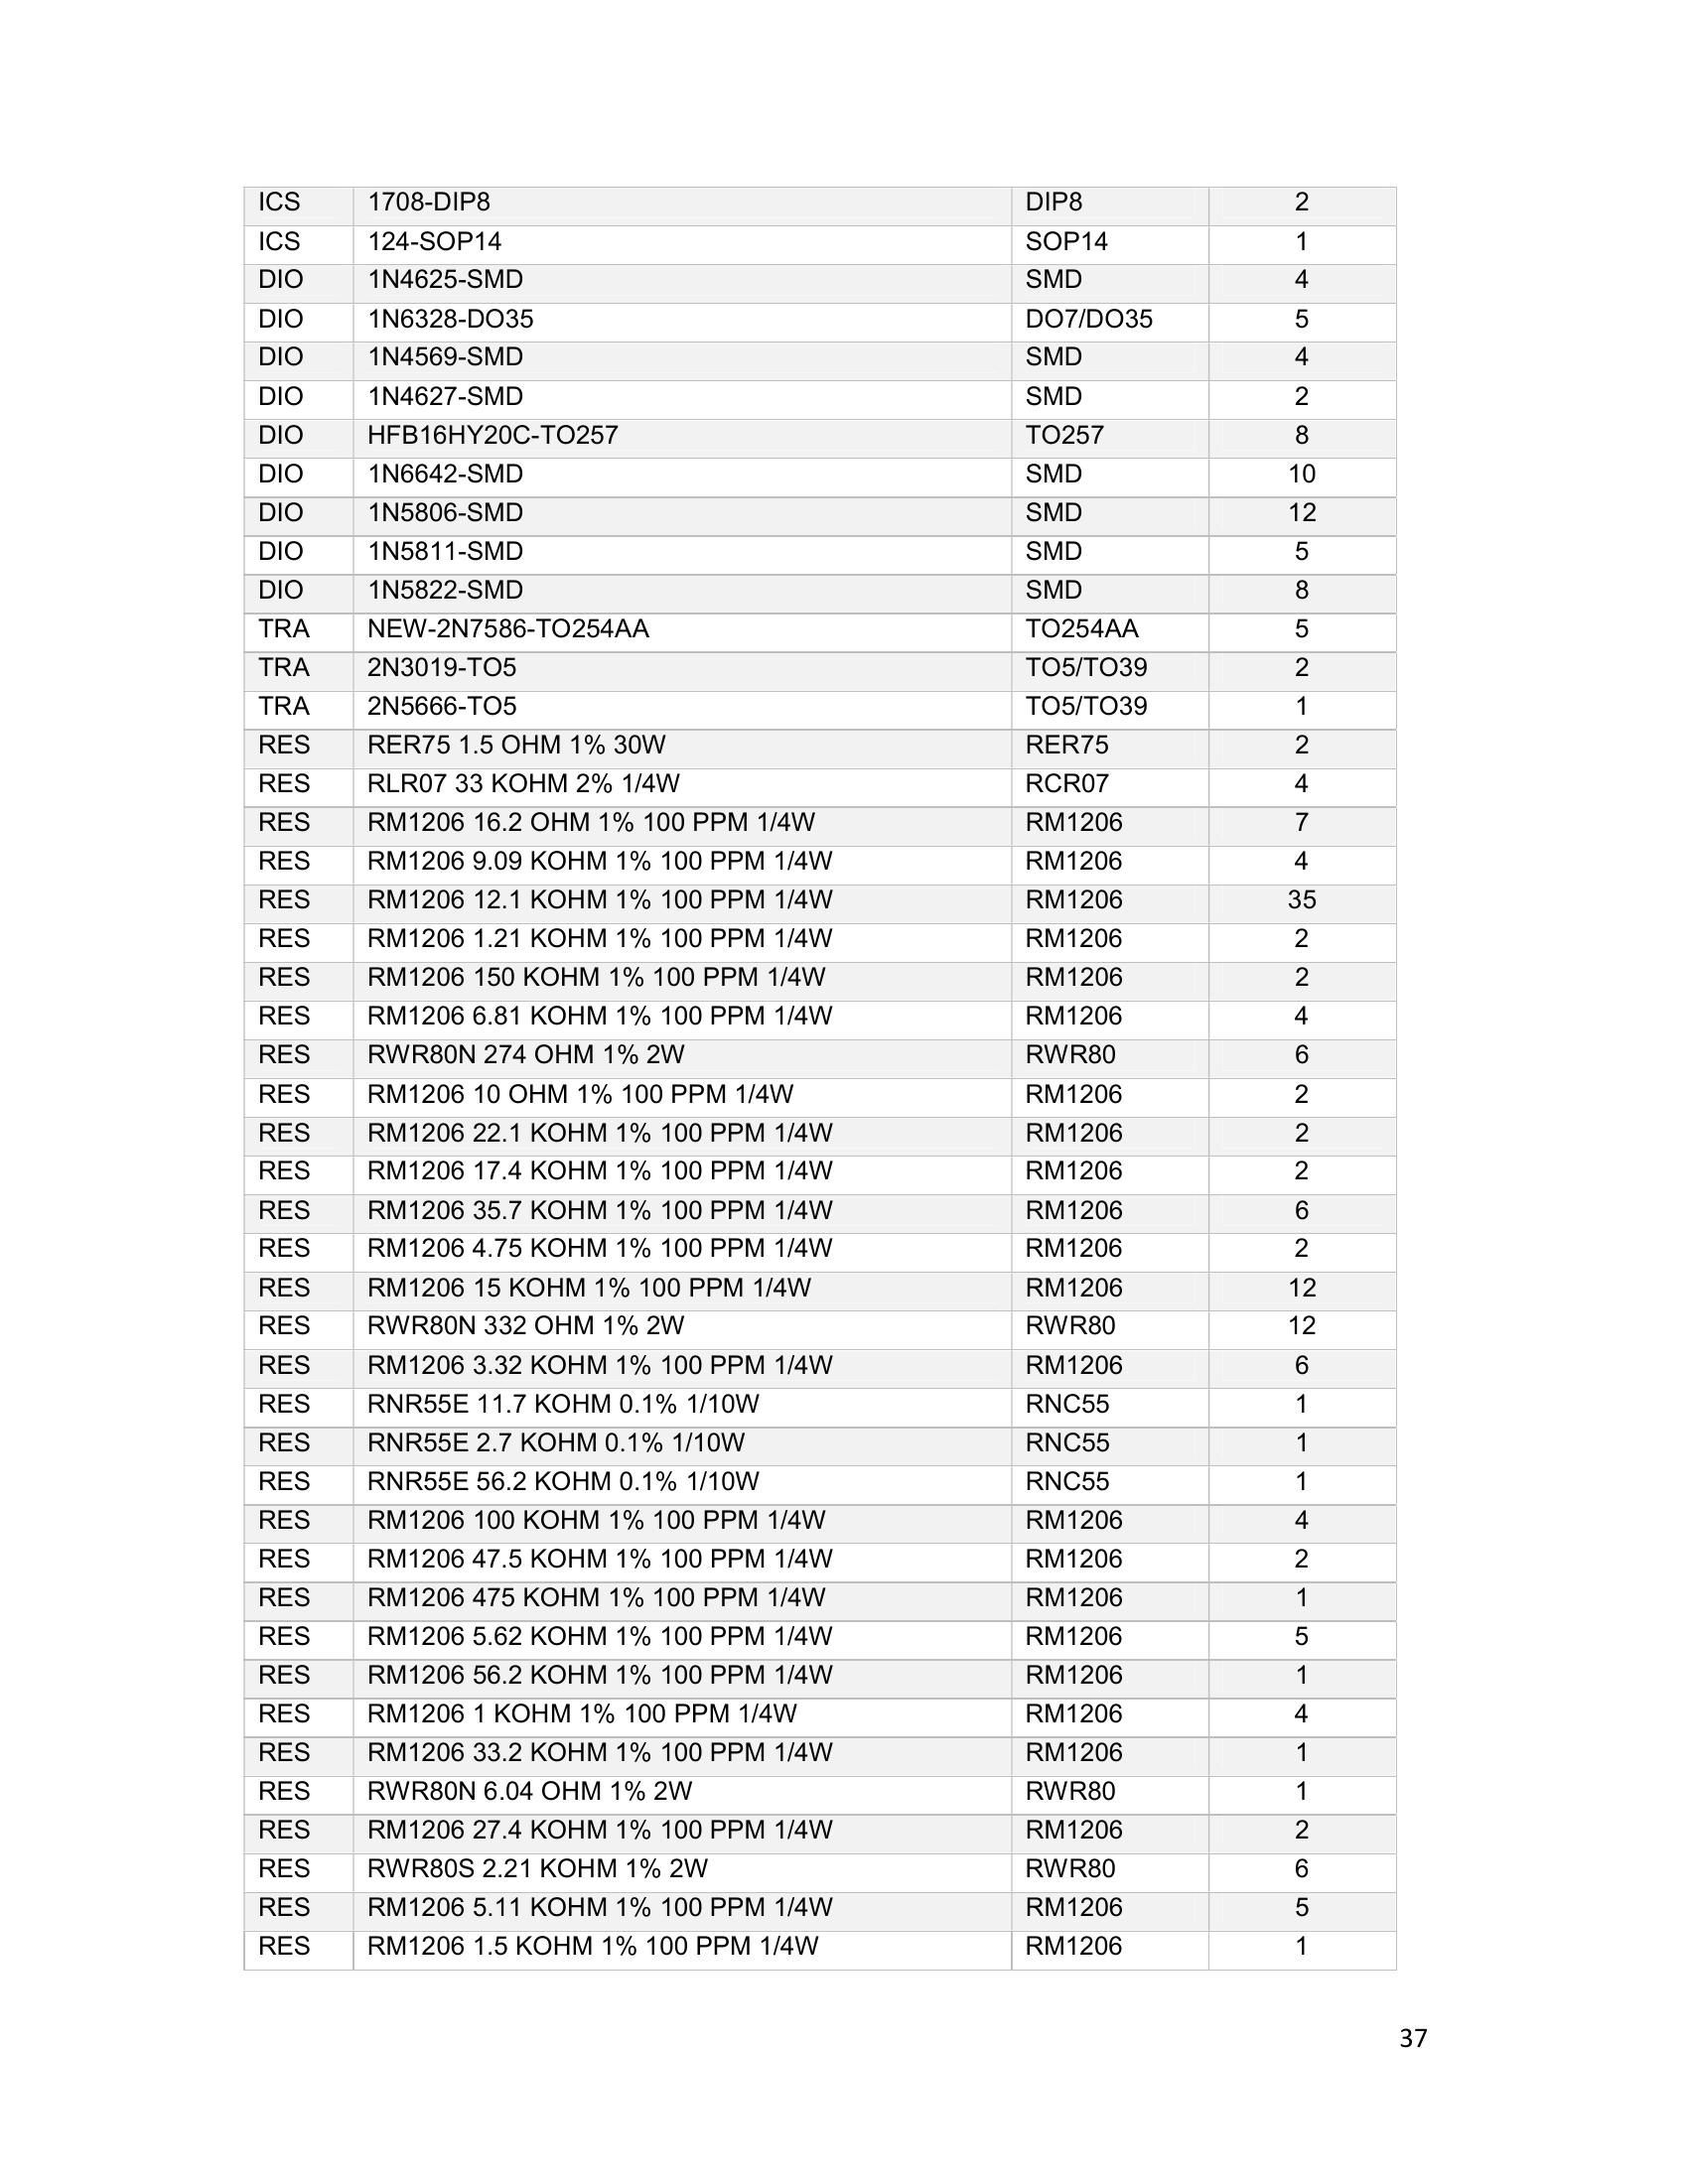 ICS 1708-DIP8 DIP8 2
ICS 124-SOP14 SOP14 1
DIO 1N4625-SMD SMD 4
DIO 1N6328-DO35 DO7/DO35 5
DIO 1N4569-SMD SMD 4
DIO 1N4627-SMD SMD 2
DIO HFB16HY20C-TO257 TO257 8
DIO 1N6642-SMD SMD 10
DIO 1N5806-SMD SMD 12
DIO 1N5811-SMD SMD 5
DIO 1N5822-SMD SMD 8
TRA NEW-2N7586-TO254AA TO254AA 5
TRA 2N3019-TO5 TO5/TO39 2
TRA 2N5666-TO5 TO5/TO39 1
RES RER75 1.5 OHM 1% 30W RER75 2
RES RLR07 33 KOHM 2% 1/4W RCR07 4
RES RM1206 16.2 OHM 1% 100 PPM 1/4W RM1206 7
RES RM1206 9.09 KOHM 1% 100 PPM 1/4W RM1206 4
RES RM1206 12.1 KOHM 1% 100 PPM 1/4W RM1206 35
RES RM1206 1.21 KOHM 1% 100 PPM 1/4W RM1206 2
RES RM1206 150 KOHM 1% 100 PPM 1/4W RM1206 2
RES RM1206 6.81 KOHM 1% 100 PPM 1/4W RM1206 4
RES RWR80N 274 OHM 1% 2W RWR80 6
RES RM1206 10 OHM 1% 100 PPM 1/4W RM1206 2
RES RM1206 22.1 KOHM 1% 100 PPM 1/4W RM1206 2
RES RM1206 17.4 KOHM 1% 100 PPM 1/4W RM1206 2
RES RM1206 35.7 KOHM 1% 100 PPM 1/4W RM1206 6
RES RM1206 4.75 KOHM 1% 100 PPM 1/4W RM1206 2
RES RM1206 15 KOHM 1% 100 PPM 1/4W RM1206 12
RES RWR80N 332 OHM 1% 2W RWR80 12
RES RM1206 3.32 KOHM 1% 100 PPM 1/4W RM1206 6
RES RNR55E 11.7 KOHM 0.1% 1/10W RNC55 1
RES RNR55E 2.7 KOHM 0.1% 1/10W RNC55 1
RES RNR55E 56.2 KOHM 0.1% 1/10W RNC55 1
RES RM1206 100 KOHM 1% 100 PPM 1/4W RM1206 4
RES RM1206 47.5 KOHM 1% 100 PPM 1/4W RM1206 2
RES RM1206 475 KOHM 1% 100 PPM 1/4W RM1206 1
RES RM1206 5.62 KOHM 1% 100 PPM 1/4W RM1206 5
RES RM1206 56.2 KOHM 1% 100 PPM 1/4W RM1206 1
RES RM1206 1 KOHM 1% 100 PPM 1/4W RM1206 4
RES RM1206 33.2 KOHM 1% 100 PPM 1/4W RM1206 1
RES RWR80N 6.04 OHM 1% 2W RWR80 1
RES RM1206 27.4 KOHM 1% 100 PPM 1/4W RM1206 2
RES RWR80S 2.21 KOHM 1% 2W RWR80 6
RES RM1206 5.11 KOHM 1% 100 PPM 1/4W RM1206 5
RES RM1206 1.5 KOHM 1% 100 PPM 1/4W RM1206 1
37